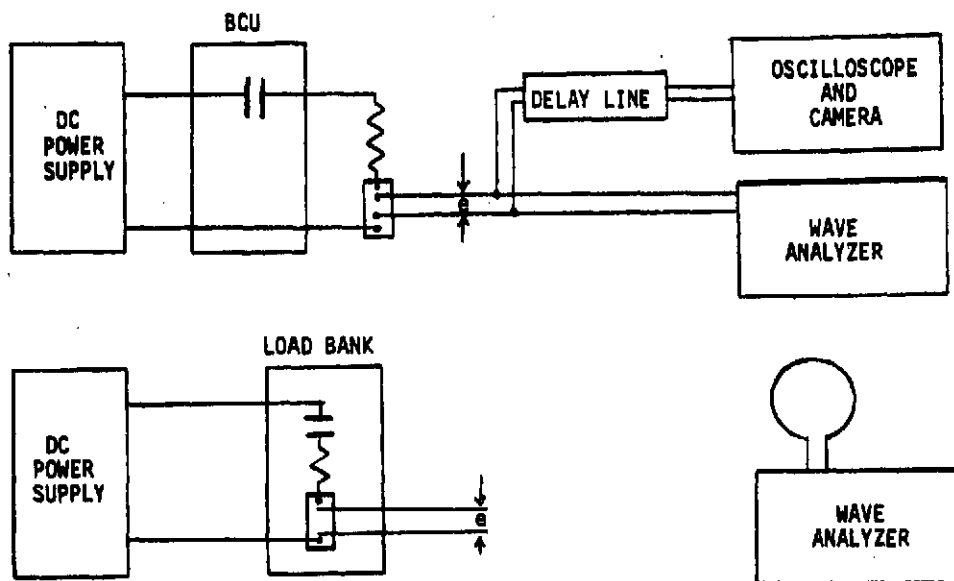 BCU
DC
POWER
SUPPLY
DELAY LINE
OSCILLOSCOPE
AND
CAMERA
e
WAVE
ANALYZER
LOAD BANK
DC
POWER
SUPPLY
e
WAVE
ANALYZER